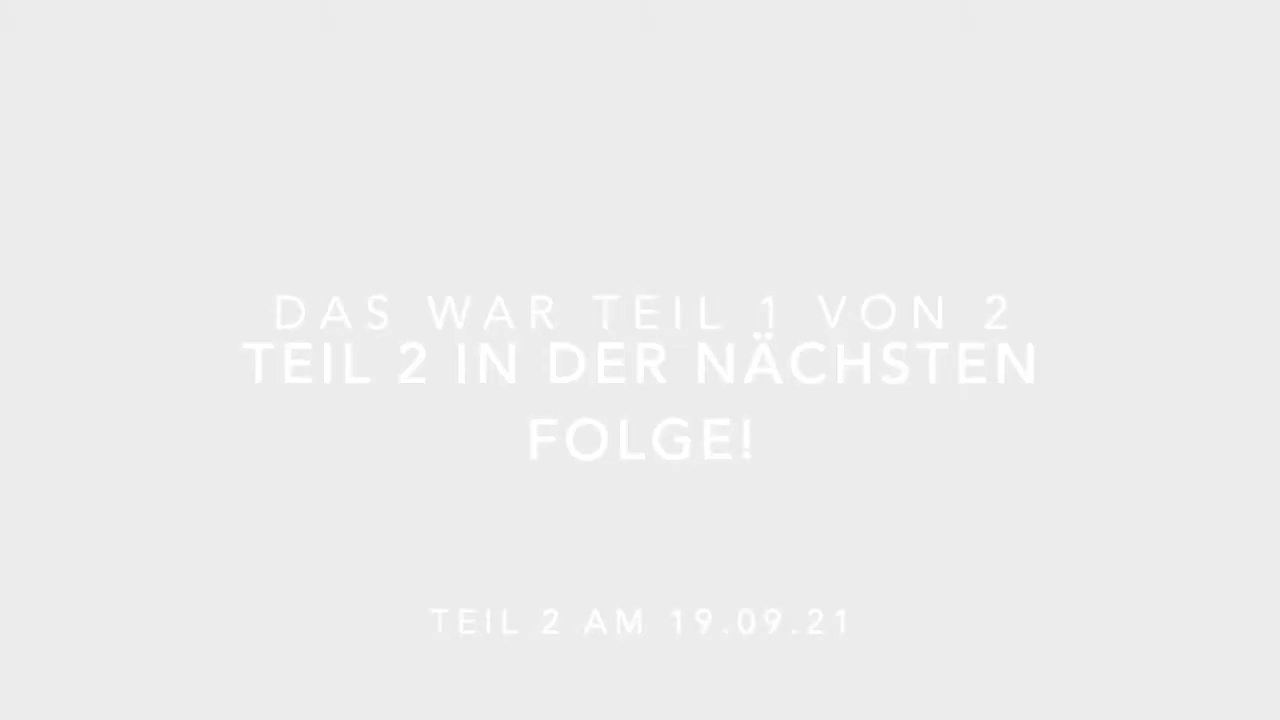 DAS WAR TEIL 1 VON 2
TEIL 2 IN DER NÄCHSTEN
FOLGE!
TEIL 2 AM 19.09.21